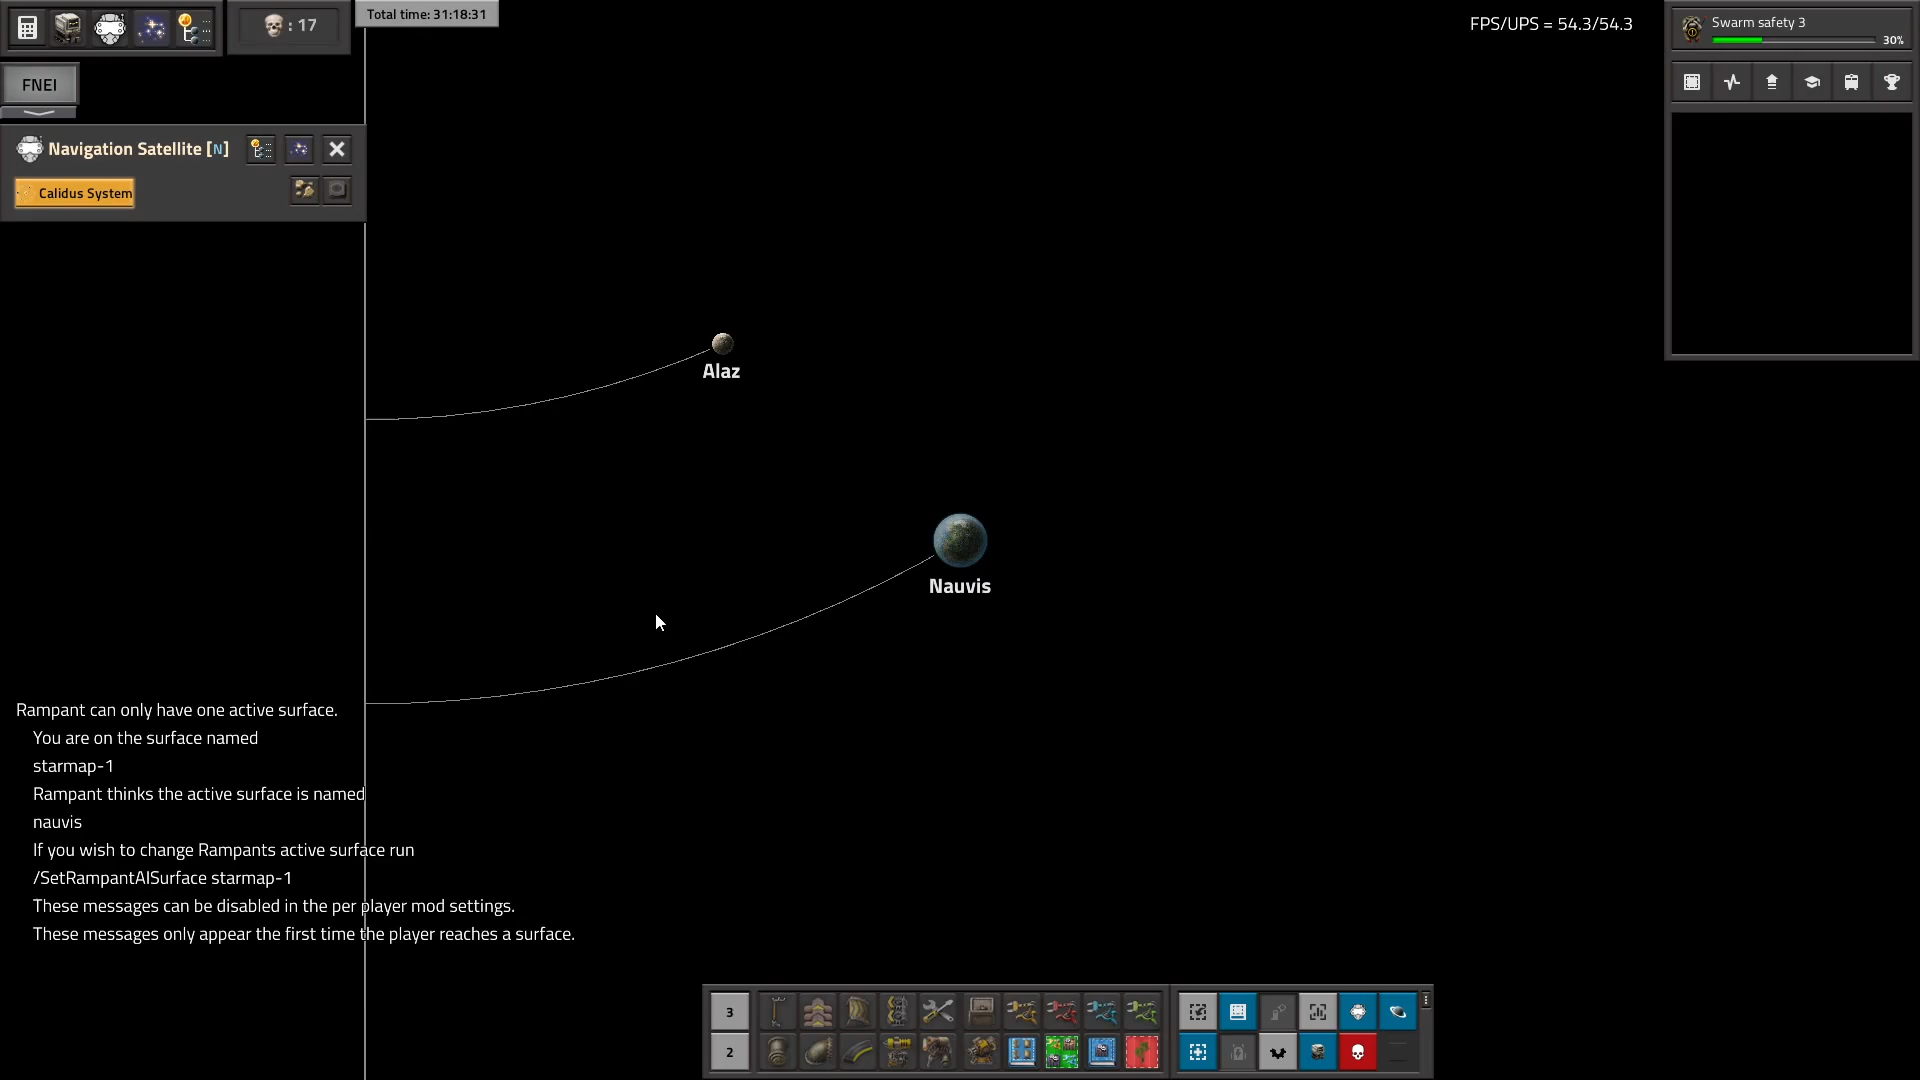 : 17
Total time: 31:18:31
FPS/UPS = 54.3/54.3
Swarm safety 3
30%
FNEI
Navigation Satellite [N]
Calidus System
Alaz
Nauvis
Rampant can only have one active surface.
You are on the surface named
starmap-1
Rampant thinks the active surface is named
nauvis
If you wish to change Rampants active surface run
/SetRampantAISurface starmap-1
These messages can be disabled in the per player mod settings.
These messages only appear the first time the player reaches a surface.
3
2